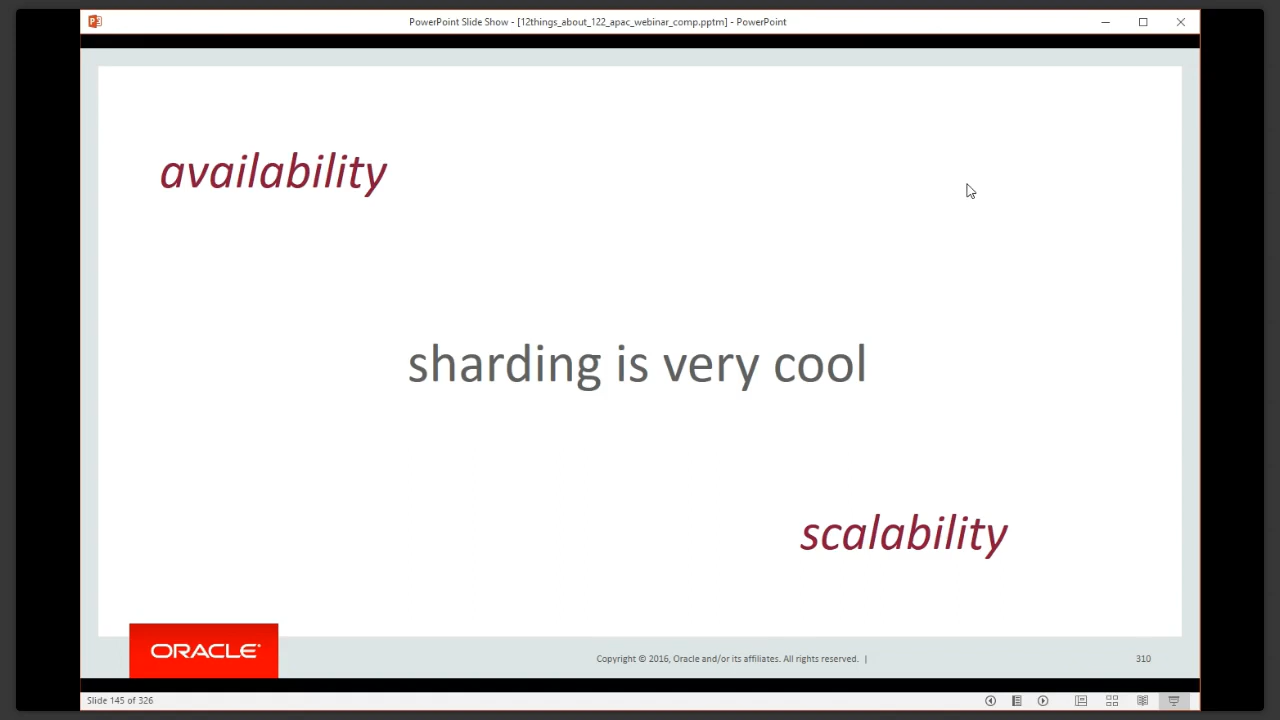 PowerPoint Slide Show - [12things_about_122_apac_webinar_comp.pptm] - PowerPoint
availability
sharding is very cool
scalability
ORACLE
Copyright © 2016, Oracle and/or its affiliates. All rights reserved. |
310
Slide 145 of 326